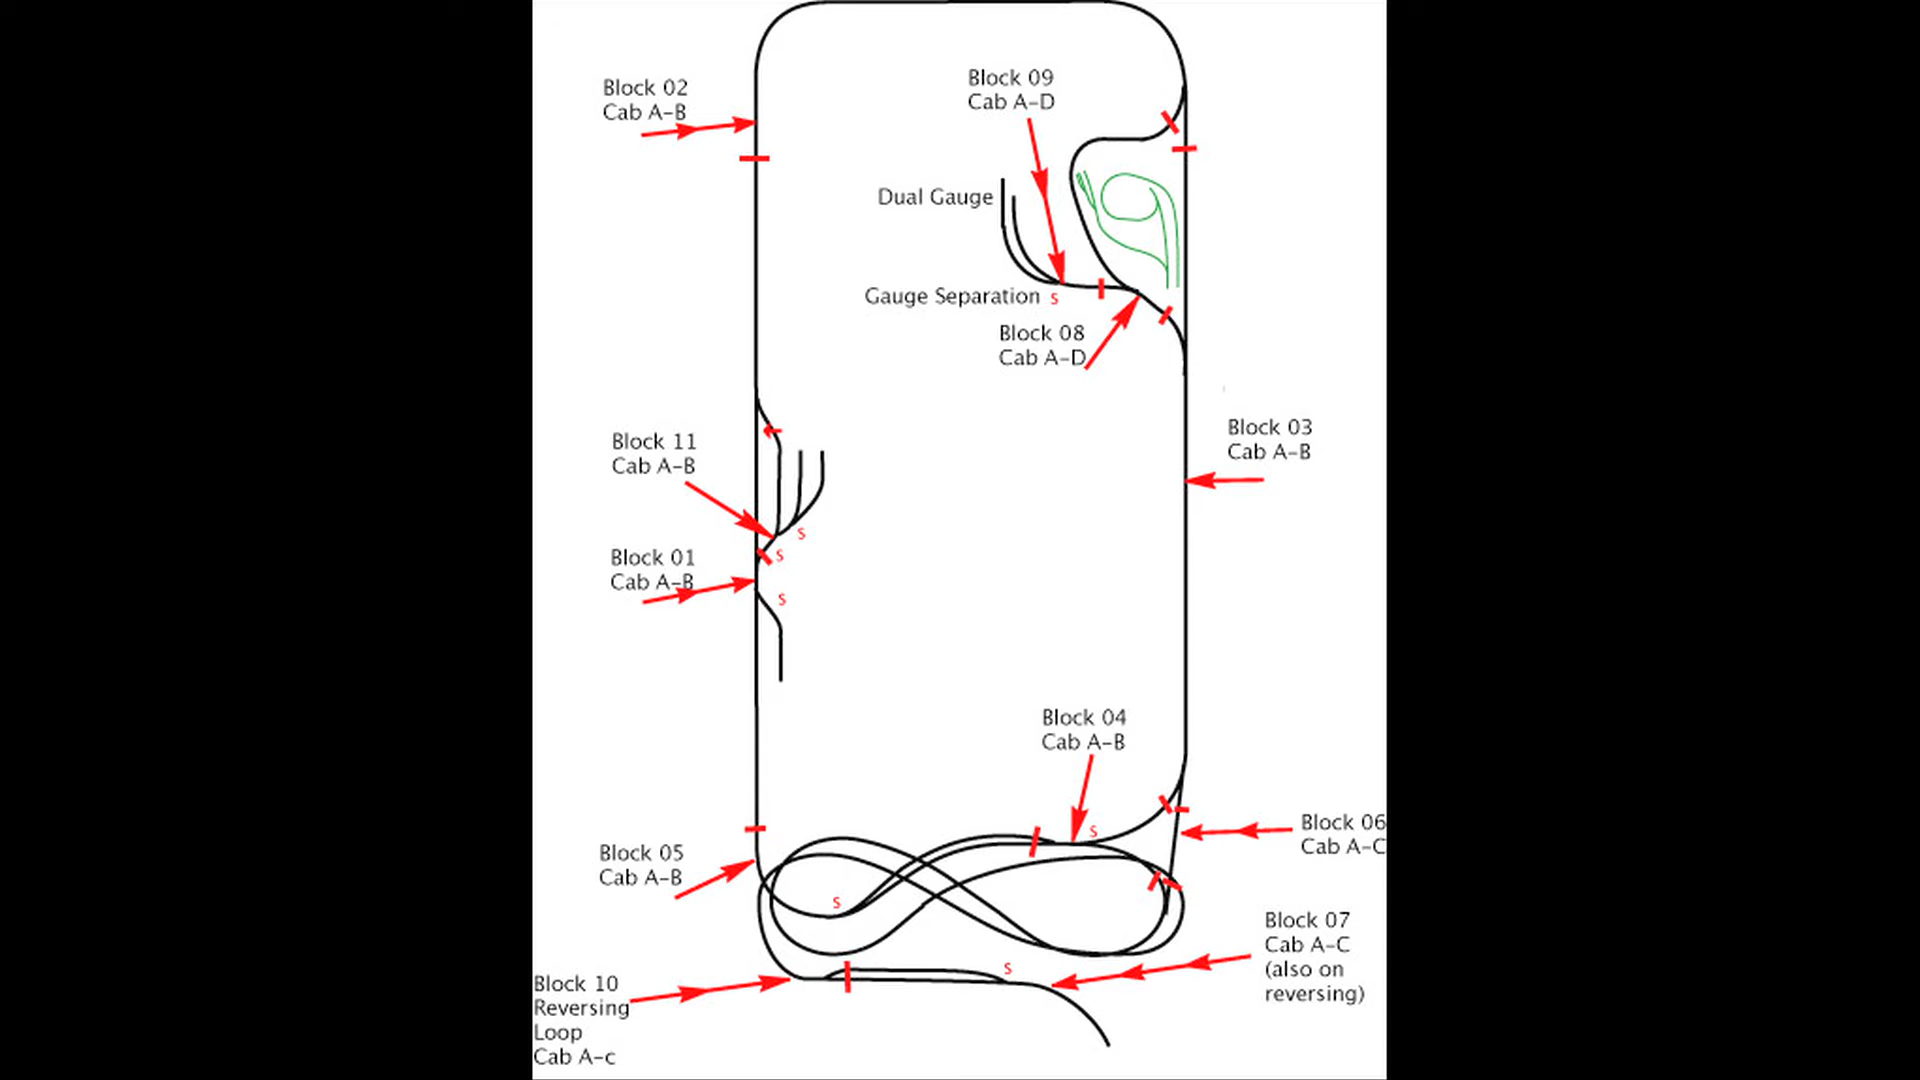 Block 02
Cab A-B
Block 09
Cab A-D
Dual Gauge
Gauge Separation s
Block 08
Cab A-D
Block 03
Cab A-B
Block 11
Cab A-B
s
s
Block 01
Cab A-B
s
Block 04
Cab A-B
s
Block 06
Cab A-C
Block 05
Cab A-B
s
Block 07
Cab A-C
(also on
reversing)
s
Block 10
Reversing
Loop
Cab A-c